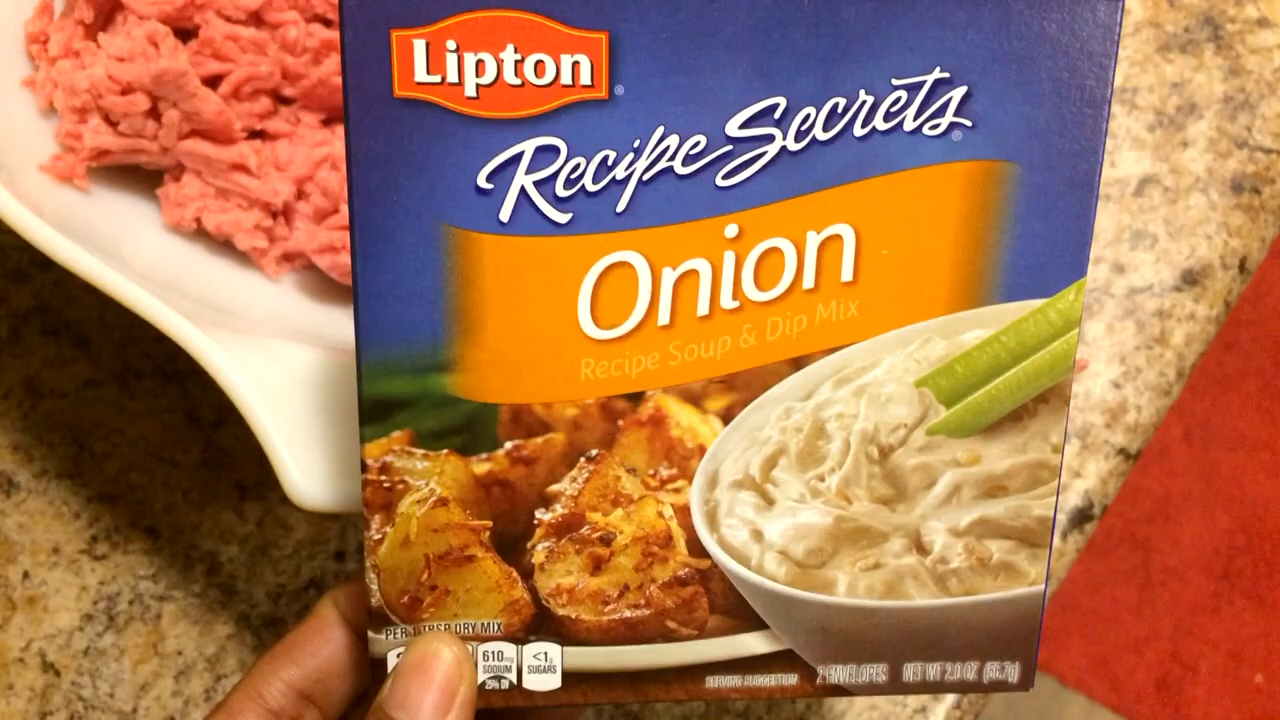 Lipton®
Recipe Secrets®
Onion
Recipe Soup & Dip Mix
PER 1 TBSP DRY MIX
610mg
SODIUM
25% DV
<1g
SUGARS
SERVING SUGGESTION
2 ENVELOPES NET WT 2.0 OZ (56.7g)